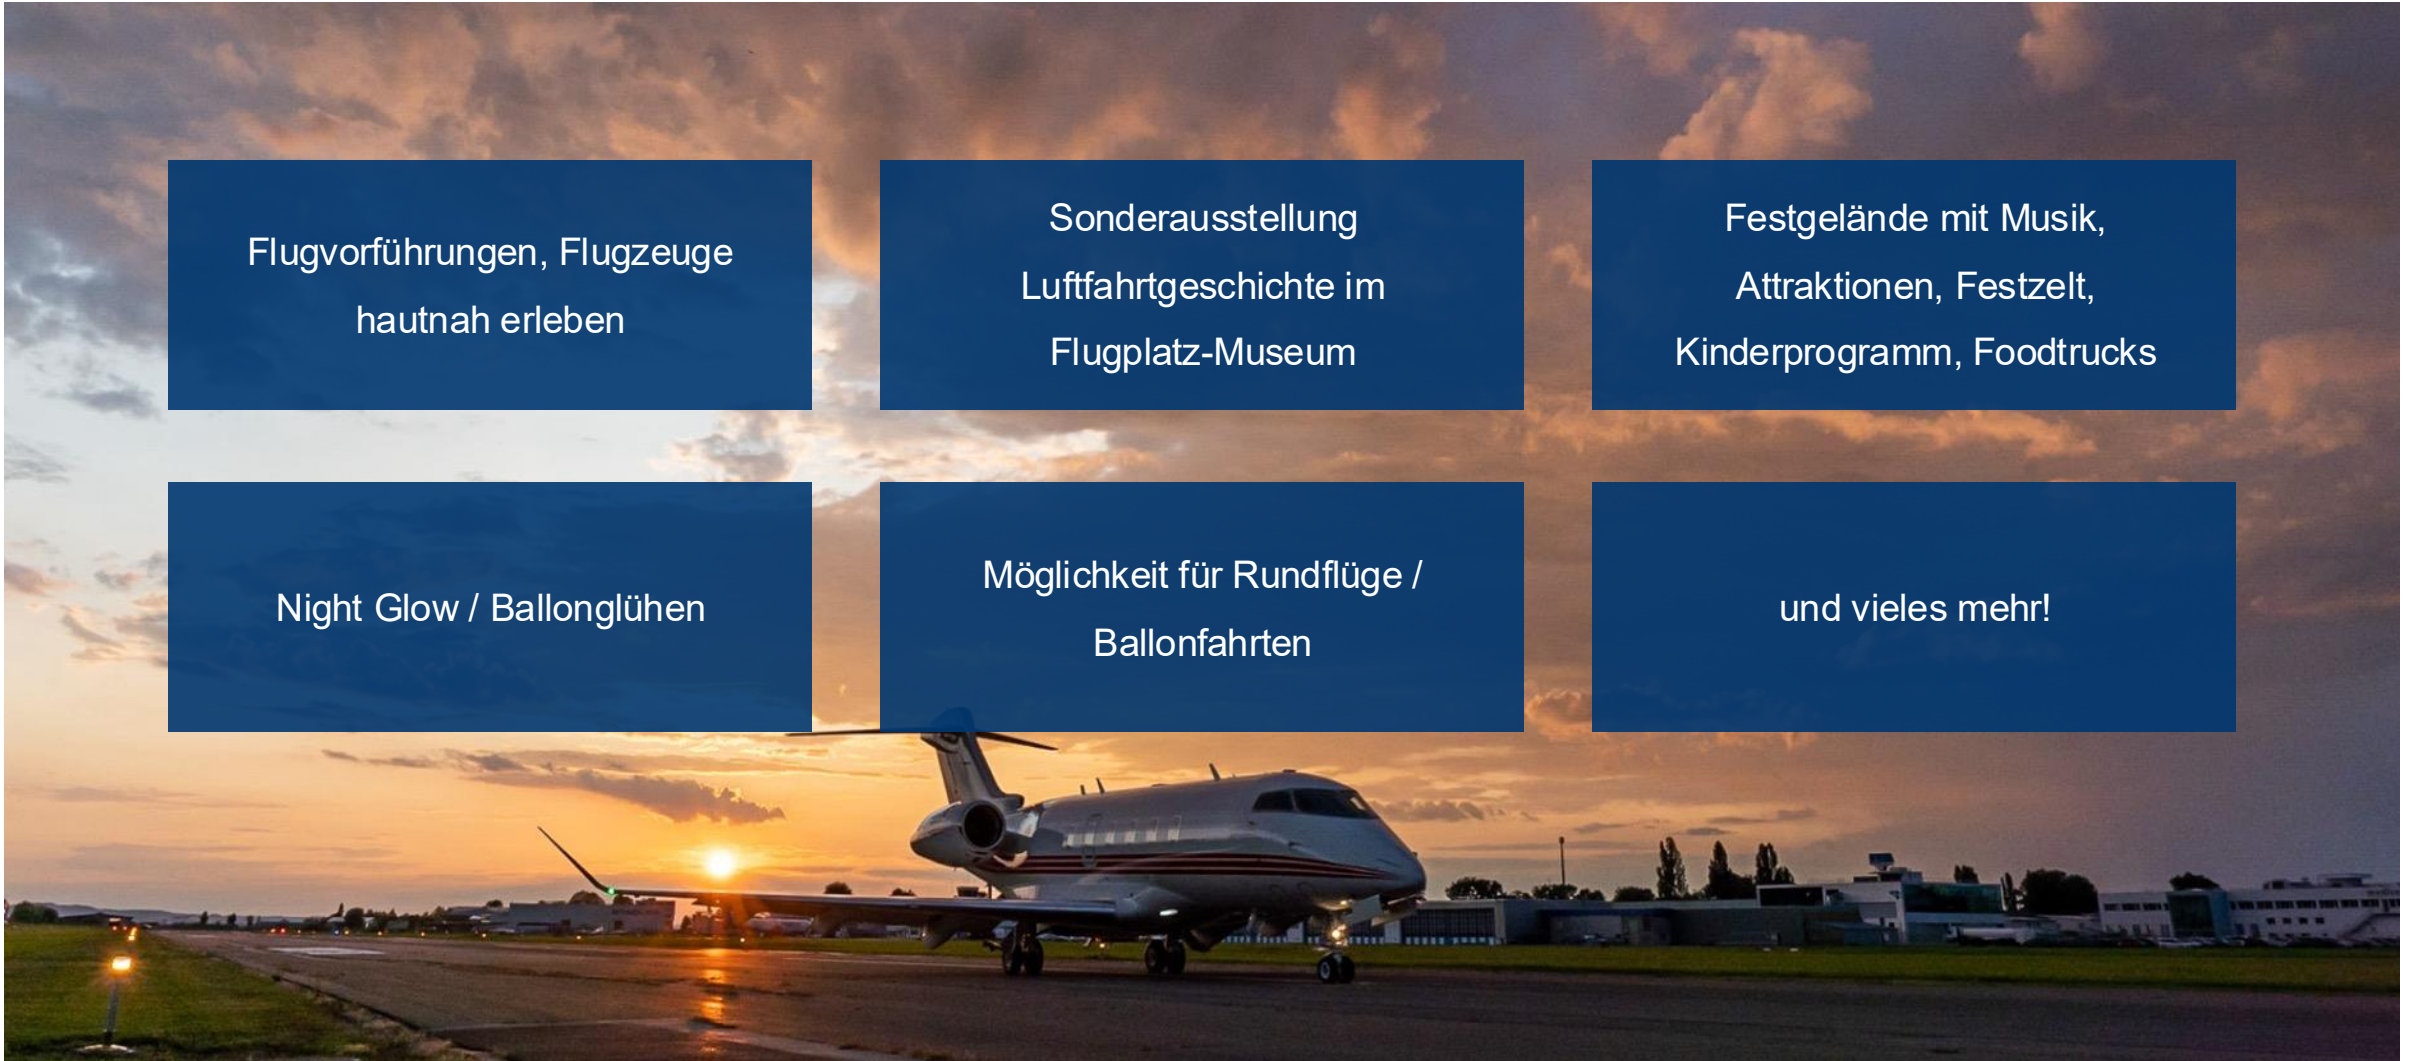 Flugvorführungen, Flugzeuge
hautnah erleben
Sonderausstellung
Luftfahrtgeschichte im
Flugplatz-Museum
Festgelände mit Musik,
Attraktionen, Festzelt,
Kinderprogramm, Foodtrucks
Night Glow / Ballonglühen
Möglichkeit für Rundflüge /
Ballonfahrten
und vieles mehr!